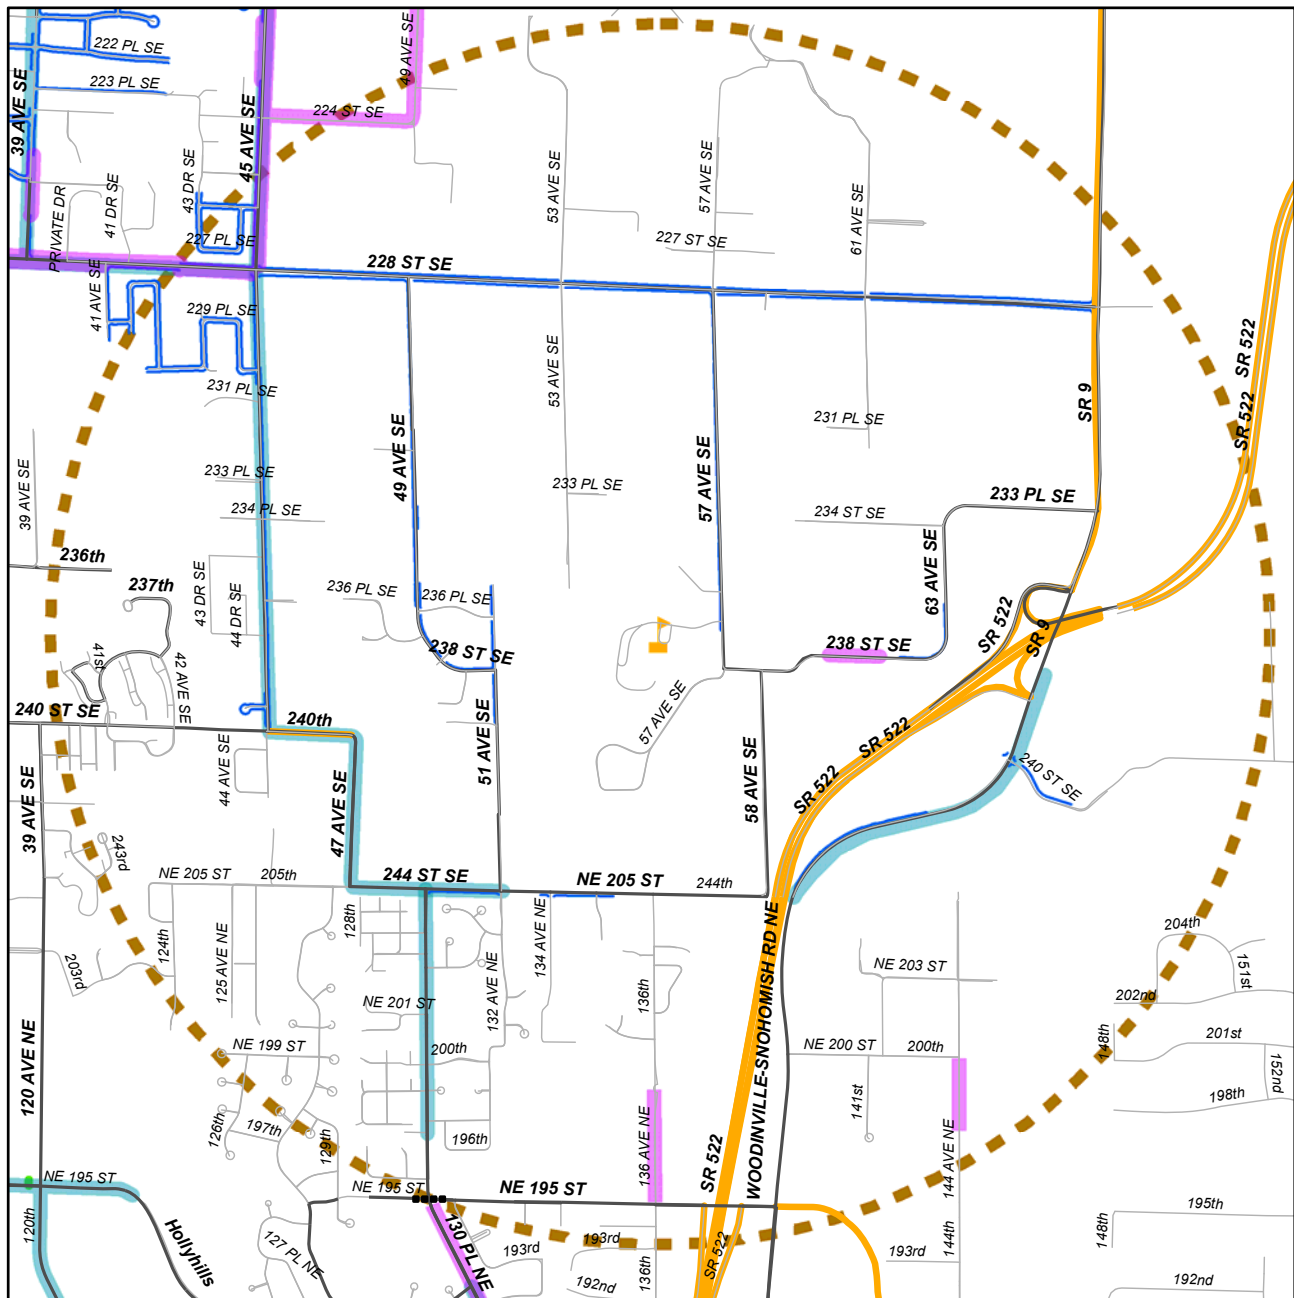 222 PL SE
223 PL SE
39 AVE SE
45 AVE SE
49 AVE SE
224 ST SE
43 DR SE
41 DR SE
PRIVATE DR
227 PL SE
53 AVE SE
57 AVE SE
61 AVE SE
227 ST SE
228 ST SE
41 AVE SE
229 PL SE
231 PL SE
53 AVE SE
SR 9
SR 522
SR 522
231 PL SE
49 AVE SE
57 AVE SE
39 AVE SE
233 PL SE
234 PL SE
233 PL SE
234 ST SE
233 PL SE
236th
237th
43 DR SE
44 DR SE
236 PL SE
236 PL SE
63 AVE SE
SR 522
SR 9
238 ST SE
238 ST SE
41st
42 AVE SE
240 ST SE
240th
57 AVE SE
51 AVE SE
58 AVE SE
SR 522
SR 522
240 ST SE
44 AVE SE
47 AVE SE
39 AVE SE
243rd
NE 205 ST
205th
244 ST SE
NE 205 ST
244th
128th
124th
125 AVE NE
203rd
132 AVE NE
134 AVE NE
136th
WOODINVILLE-SNOHOMISH RD NE
NE 203 ST
204th
151st
202nd
NE 201 ST
200th
NE 199 ST
NE 200 ST
200th
148th
201st
152nd
198th
120 AVE NE
126th
197th
129th
196th
136 AVE NE
141st
144 AVE NE
SR 522
NE 195 ST
NE 195 ST
NE 195 ST
195th
120th
Hollyhills
127 PL NE
130 PL NE
193rd
193rd
192nd
136th
SR 522
193rd
144th
148th
192nd